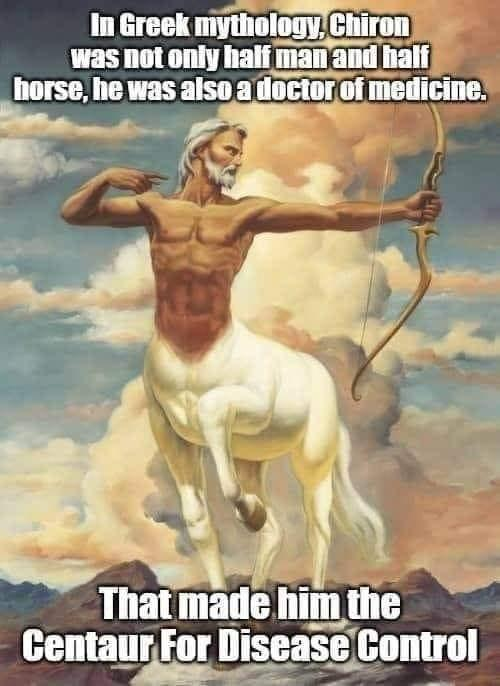 In Greek mythology, Chiron
was not only half man and half
horse, he was also a doctor of medicine.
That made him the
Centaur For Disease Control